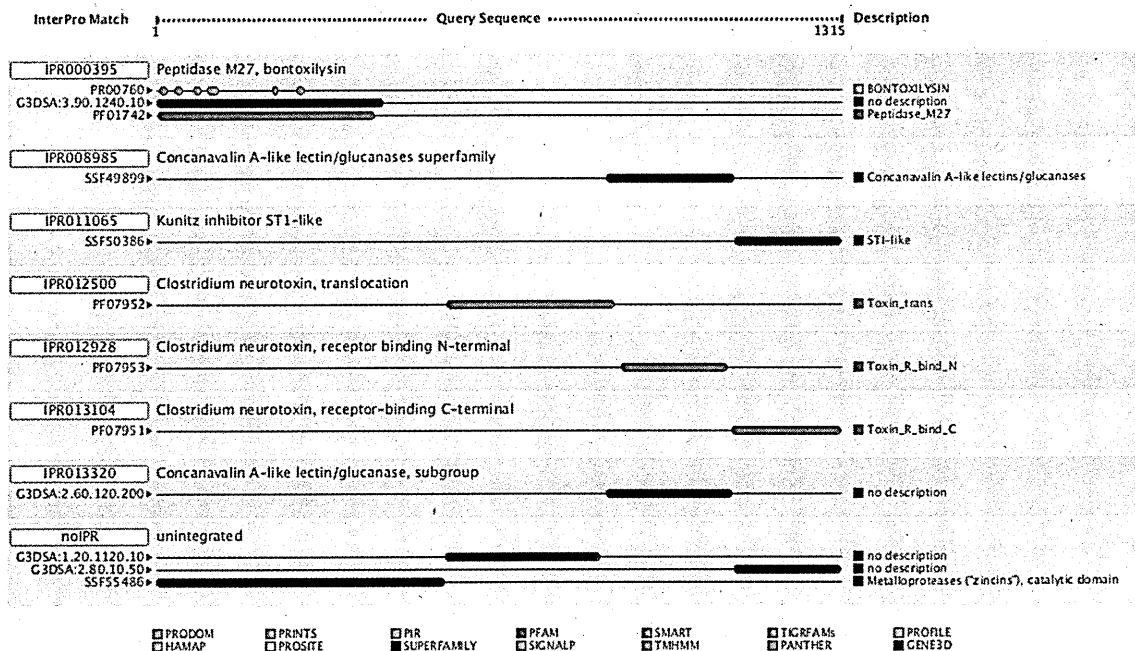 InterPro Match Query Sequence Description
1 1315
IPR000395 Peptidase M27, bontoxilysin
PR00760 BONTOXILYSIN
G3DSA:3.90.1240.10 no description
PF01742 Peptidase_M27
IPR008985 Concanavalin A-like lectin/glucanases superfamily
SSF49899 Concanavalin A-like lectins/glucanases
IPR011065 Kunitz inhibitor ST1-like
SSF50386 STI-like
IPR012500 Clostridium neurotoxin, translocation
PF07952 Toxin_trans
IPR012928 Clostridium neurotoxin, receptor binding N-terminal
PF07953 Toxin_R_bind_N
IPR013104 Clostridium neurotoxin, receptor-binding C-terminal
PF07951 Toxin_R_bind_C
IPR013320 Concanavalin A-like lectin/glucanase, subgroup
G3DSA:2.60.120.200 no description
noIPR unintegrated
G3DSA:1.20.1120.10 no description
G3DSA:2.80.10.50 no description
SSF55486 Metalloproteases ("zincins"), catalytic domain
PRODOM PRINTS PIR PFAM SMART TIGRFAMs PROFILE
HAMAP PROSITE SUPERFAMILY SIGNALP TMHMM PANTHER GENE3D